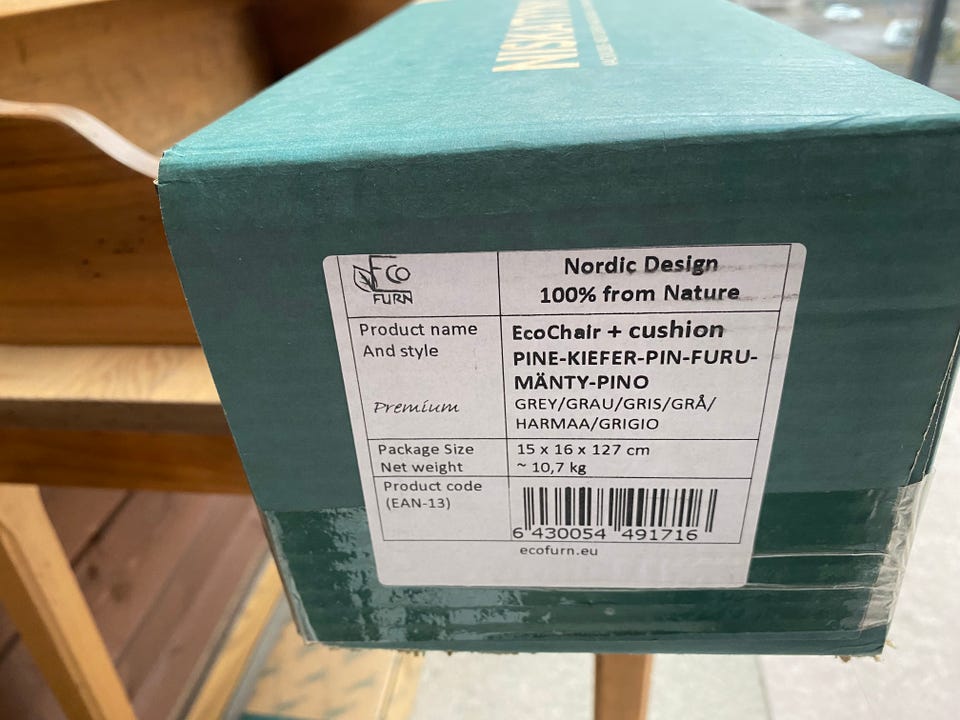 Eco
FURN
Nordic Design
100% from Nature
Product name
And style
Premium
EcoChair + cushion
PINE-KIEFER-PIN-FURU-
MÄNTY-PINO
GREY/GRAU/GRIS/GRÅ/
HARMAA/GRIGIO
Package Size
Net weight
15 x 16 x 127 cm
~ 10,7 kg
Product code
(EAN-13)
6 430054 491716
ecofurn.eu